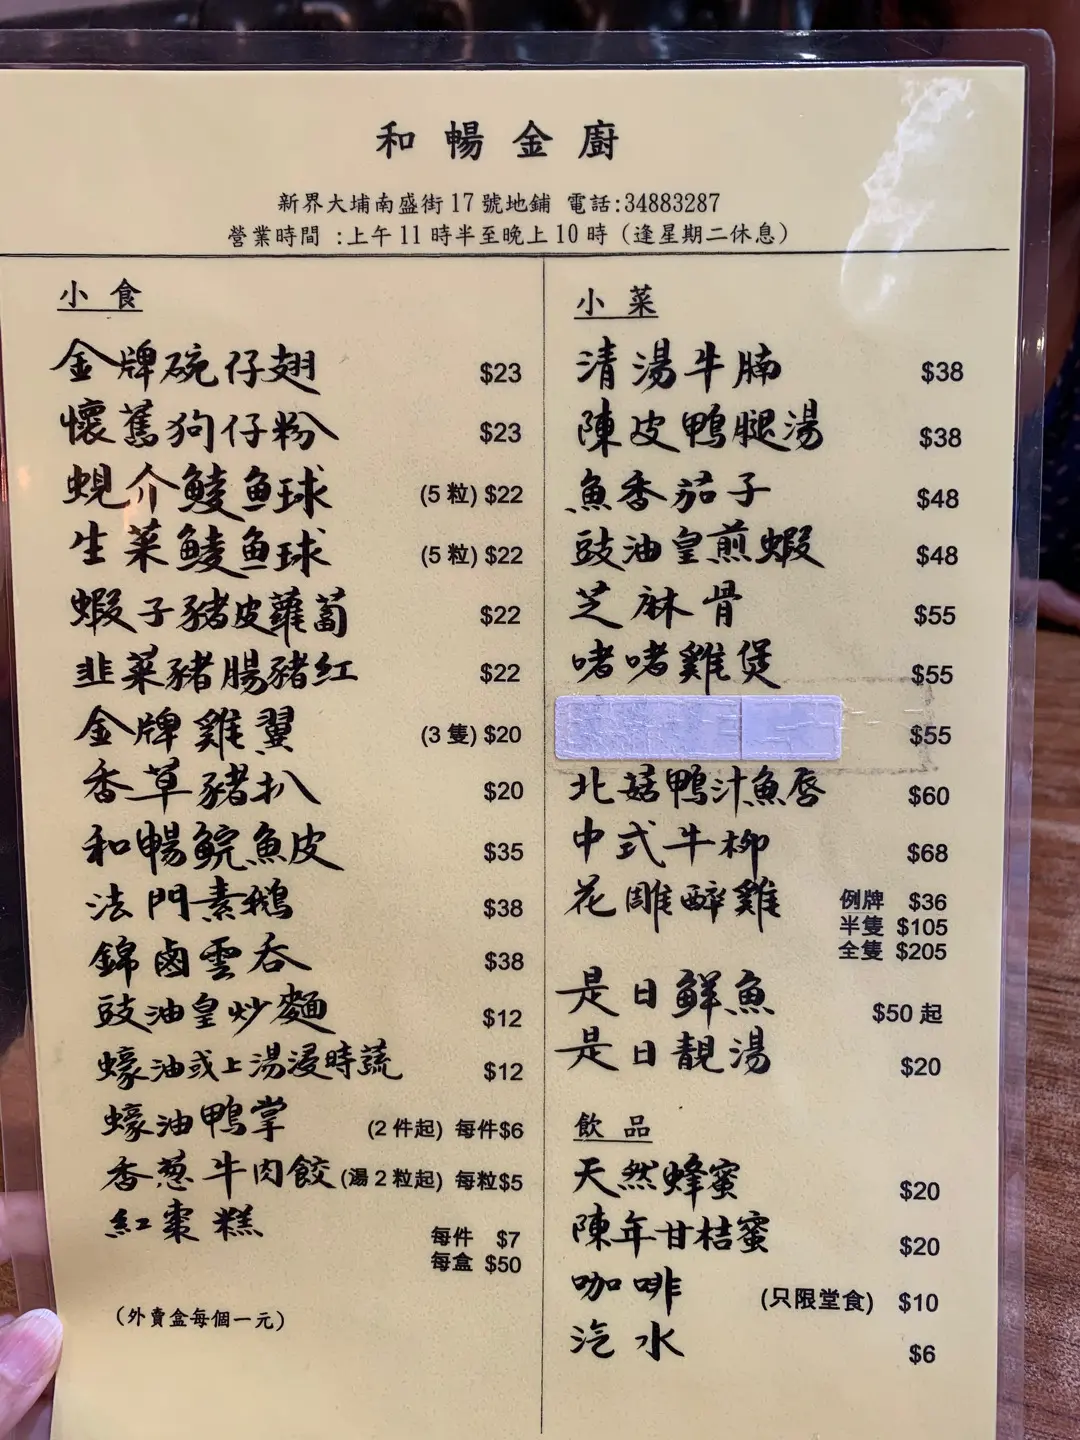 和暢金廚
新界大埔南盛街17號地鋪 電話:34883287
營業時間 :上午11時半至晚上10時(逢星期二休息)
小食
金牌碗仔翅 $23
懷舊狗仔粉 $23
蜆介鯪魚球 (5粒) $22
生菜鯪魚球 (5粒) $22
蝦子豬皮蘿蔔 $22
韭菜豬腸豬紅 $22
金牌雞翼 (3隻) $20
香草豬扒 $20
和暢鯇魚皮 $35
法門素鵝 $38
錦鹵雲吞 $38
豉油皇炒麵 $12
蠔油或上湯浸時蔬 $12
蠔油鴨掌 (2件起) 每件$6
香葱牛肉餃(湯2粒起) 每粒$5
紅棗糕 每件 $7
每盒 $50
(外賣盒每個一元)
小菜
清湯牛腩 $38
陳皮鴨腿湯 $38
魚香茄子 $48
豉油皇煎蝦 $48
芝麻骨 $55
啫啫雞煲 $55
$55
北菇鴨汁魚唇 $60
中式牛柳 $68
花雕醉雞 例牌 $36
半隻 $105
全隻 $205
是日鮮魚 $50起
是日靚湯 $20
飲品
天然蜂蜜 $20
陳年甘桔蜜 $20
咖啡 (只限堂食) $10
汽水 $6